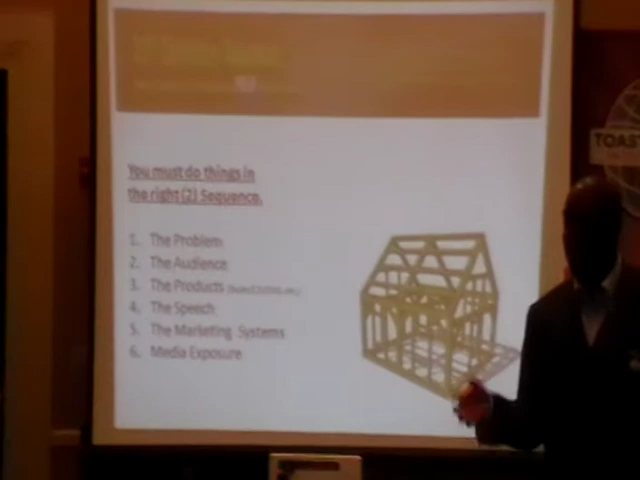 You must do things in
the right (2) Sequence.
1. The Problem
2. The Audience
3. The Products
4. The Speech
5. The Marketing Systems
6. Media Exposure
TOAST